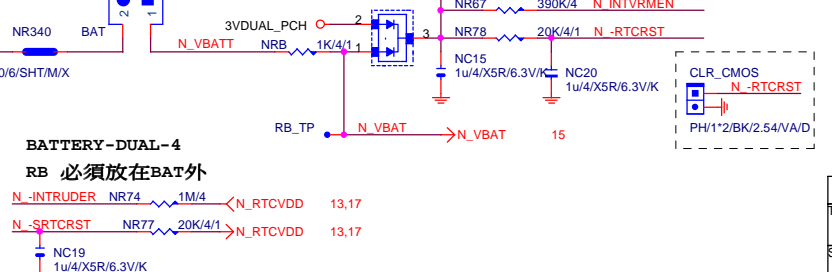 NR67 390K/4 N_INTVRMEN
2 1
3VDUAL_PCH 2
NR340 BAT
NR78 20K/4/1 N_-RTCRST
N_VBATT NRB 1K/4/1 1 3
0/6/SHT/M/X
NC15
1u/4/X5R/6.3V/K
NC20
1u/4/X5R/6.3V/K
CLR_CMOS
N_-RTCRST
PH/1*2/BK/2.54/VA/D
RB_TP N_VBAT N_VBAT 15
BATTERY-DUAL-4
RB 必須放在BAT外
N_-INTRUDER NR74 1M/4 N_RTCVDD 13,17
N_-SRTCRST NR77 20K/4/1 N_RTCVDD 13,17
NC19
1u/4/X5R/6.3V/K